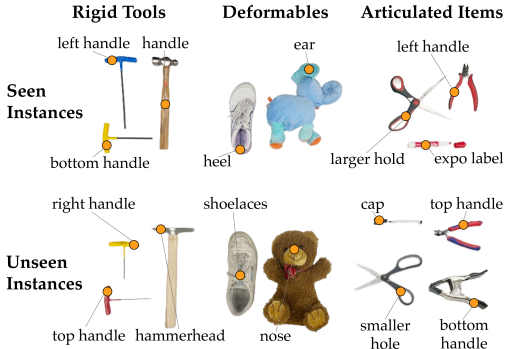 Rigid Tools
Deformables
Articulated Items
left handle
handle
ear
left handle
Seen
Instances
bottom handle
heel
larger hold
expo label
right handle
shoelaces
cap
top handle
Unseen
Instances
top handle
hammerhead
nose
smaller
hole
bottom
handle